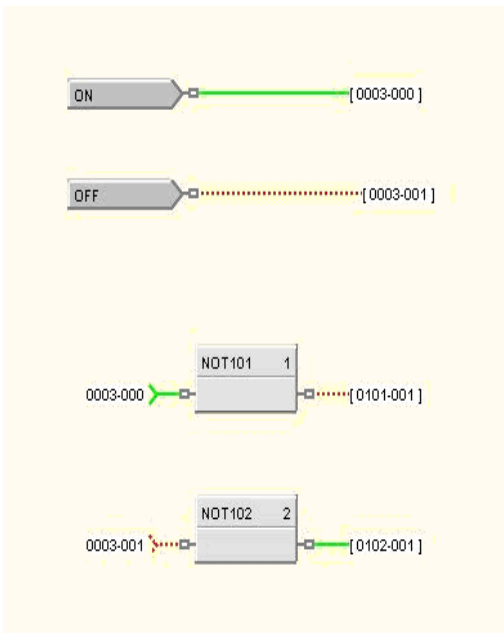 ON [ 0003-000 ]
OFF [ 0003-001 ]
NOT101 1
0003-000 [ 0101-001 ]
NOT102 2
0003-001 [ 0102-001 ]